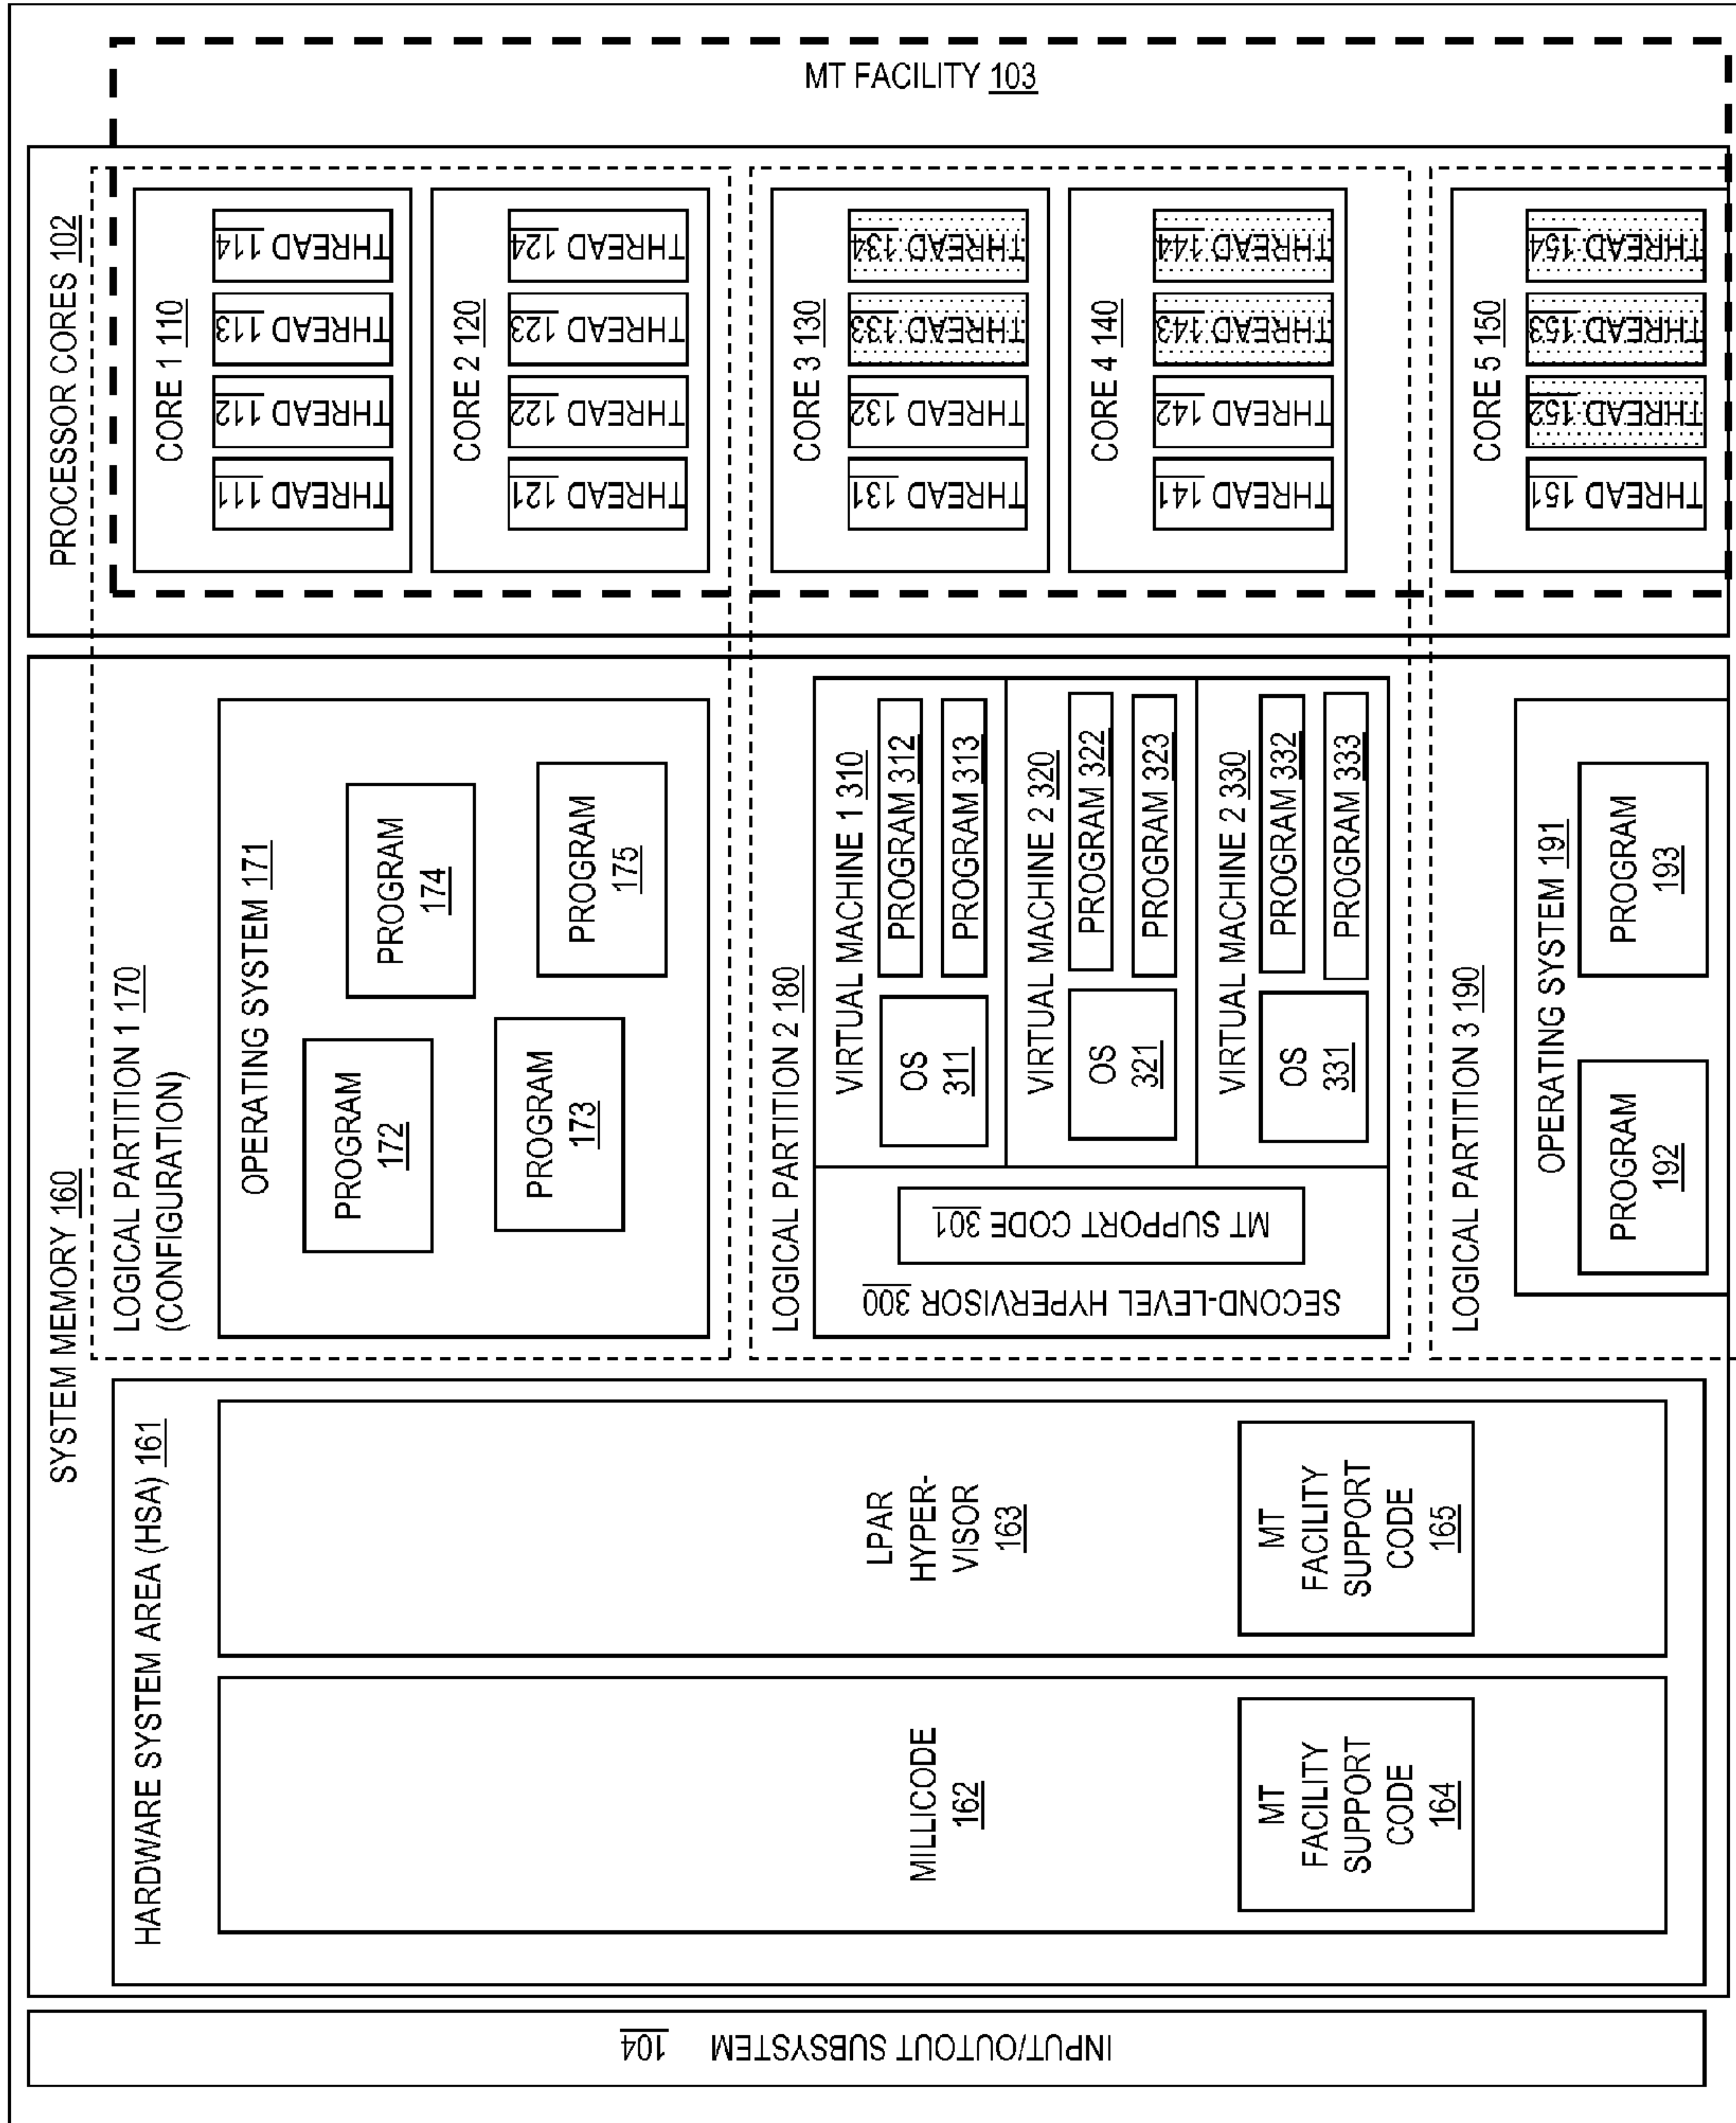 PROCESSOR CORES 102
MT FACILITY 103
CORE 1 110
THREAD 111
THREAD 112
THREAD 113
THREAD 114
CORE 2 120
THREAD 121
THREAD 122
THREAD 123
THREAD 124
CORE 3 130
THREAD 131
THREAD 132
THREAD 133
THREAD 134
CORE 4 140
THREAD 141
THREAD 142
THREAD 143
THREAD 144
CORE 5 150
THREAD 151
THREAD 152
THREAD 153
THREAD 154
SYSTEM MEMORY 160
LOGICAL PARTITION 1 170
(CONFIGURATION)
OPERATING SYSTEM 171
PROGRAM
172
PROGRAM
174
PROGRAM
173
PROGRAM
175
LOGICAL PARTITION 2 180
SECOND-LEVEL HYPERVISOR 300
MT SUPPORT CODE 301
VIRTUAL MACHINE 1 310
OS
311
PROGRAM 312
PROGRAM 313
VIRTUAL MACHINE 2 320
OS
321
PROGRAM 322
PROGRAM 323
VIRTUAL MACHINE 2 330
OS
331
PROGRAM 332
PROGRAM 333
LOGICAL PARTITION 3 190
OPERATING SYSTEM 191
PROGRAM
192
PROGRAM
193
HARDWARE SYSTEM AREA (HSA) 161
MILLICODE
162
MT
FACILITY
SUPPORT
CODE
164
LPAR
HYPER-
VISOR
163
MT
FACILITY
SUPPORT
CODE
165
INPUT/OUTOUT SUBSYSTEM 104